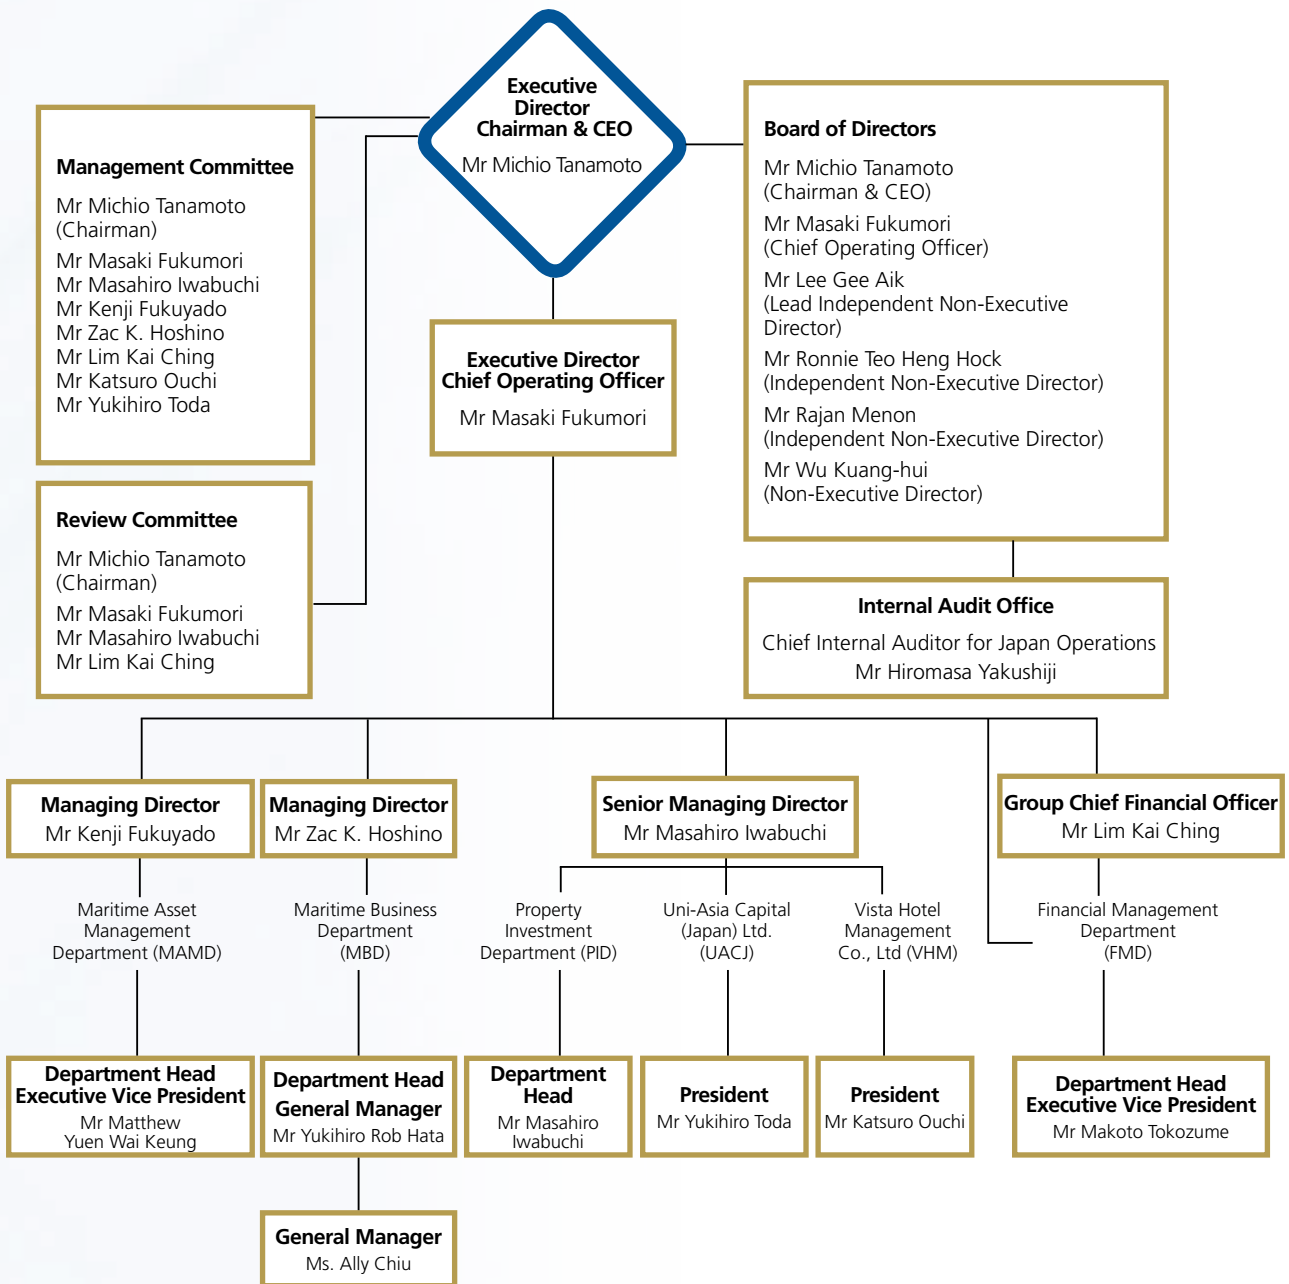 Executive
Director
Chairman & CEO
Mr Michio Tanamoto
Management Committee
Mr Michio Tanamoto
(Chairman)
Mr Masaki Fukumori
Mr Masahiro Iwabuchi
Mr Kenji Fukuyado
Mr Zac K. Hoshino
Mr Lim Kai Ching
Mr Katsuro Ouchi
Mr Yukihiro Toda
Board of Directors
Mr Michio Tanamoto
(Chairman & CEO)
Mr Masaki Fukumori
(Chief Operating Officer)
Mr Lee Gee Aik
(Lead Independent Non-Executive
Director)
Mr Ronnie Teo Heng Hock
(Independent Non-Executive Director)
Mr Rajan Menon
(Independent Non-Executive Director)
Mr Wu Kuang-hui
(Non-Executive Director)
Executive Director
Chief Operating Officer
Mr Masaki Fukumori
Review Committee
Mr Michio Tanamoto
(Chairman)
Mr Masaki Fukumori
Mr Masahiro Iwabuchi
Mr Lim Kai Ching
Internal Audit Office
Chief Internal Auditor for Japan Operations
Mr Hiromasa Yakushiji
Managing Director
Mr Kenji Fukuyado
Managing Director
Mr Zac K. Hoshino
Senior Managing Director
Mr Masahiro Iwabuchi
Group Chief Financial Officer
Mr Lim Kai Ching
Maritime Asset
Management
Department (MAMD)
Maritime Business
Department
(MBD)
Property
Investment
Department (PID)
Uni-Asia Capital
(Japan) Ltd.
(UACJ)
Vista Hotel
Management
Co., Ltd (VHM)
Financial Management
Department
(FMD)
Department Head
Executive Vice President
Mr Matthew
Yuen Wai Keung
Department Head
General Manager
Mr Yukihiro Rob Hata
Department
Head
Mr Masahiro
Iwabuchi
President
Mr Yukihiro Toda
President
Mr Katsuro Ouchi
Department Head
Executive Vice President
Mr Makoto Tokozume
General Manager
Ms. Ally Chiu